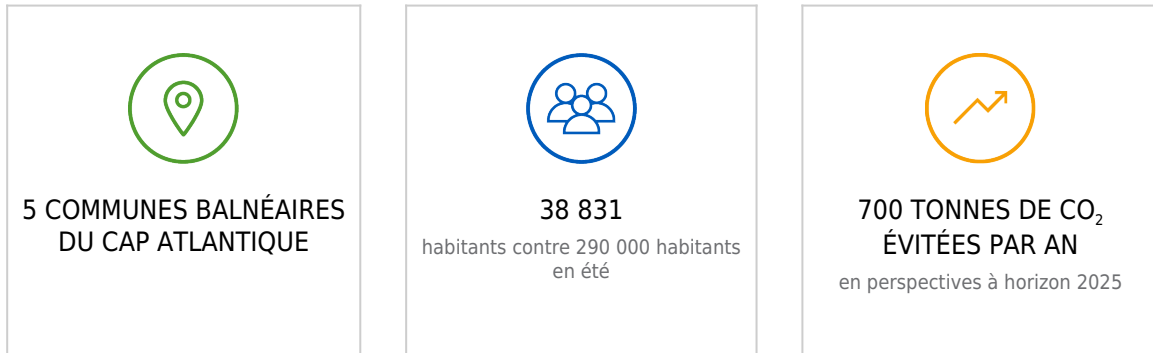 5 COMMUNES BALNÉAIRES
DU CAP ATLANTIQUE
38 831
habitants contre 290 000 habitants
en été
700 TONNES DE CO₂
ÉVITÉES PAR AN
en perspectives à horizon 2025